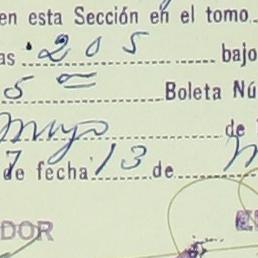 en esta Sección en el tomo
as 205 bajo
5 = Boleta Nú
Mayo de
7 de fecha 13 de
DOR